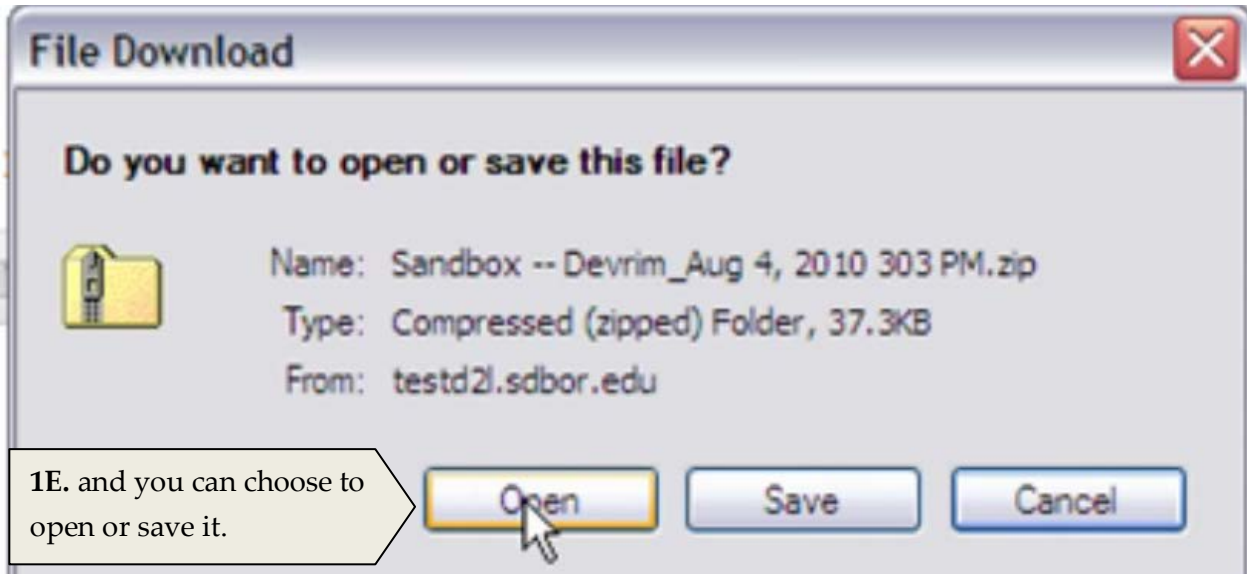 File Download
Do you want to open or save this file?
Name: Sandbox -- Devrim_Aug 4, 2010 303 PM.zip
Type: Compressed (zipped) Folder, 37.3KB
From: testd2l.sdbor.edu
1E. and you can choose to
open or save it.
Open Save Cancel